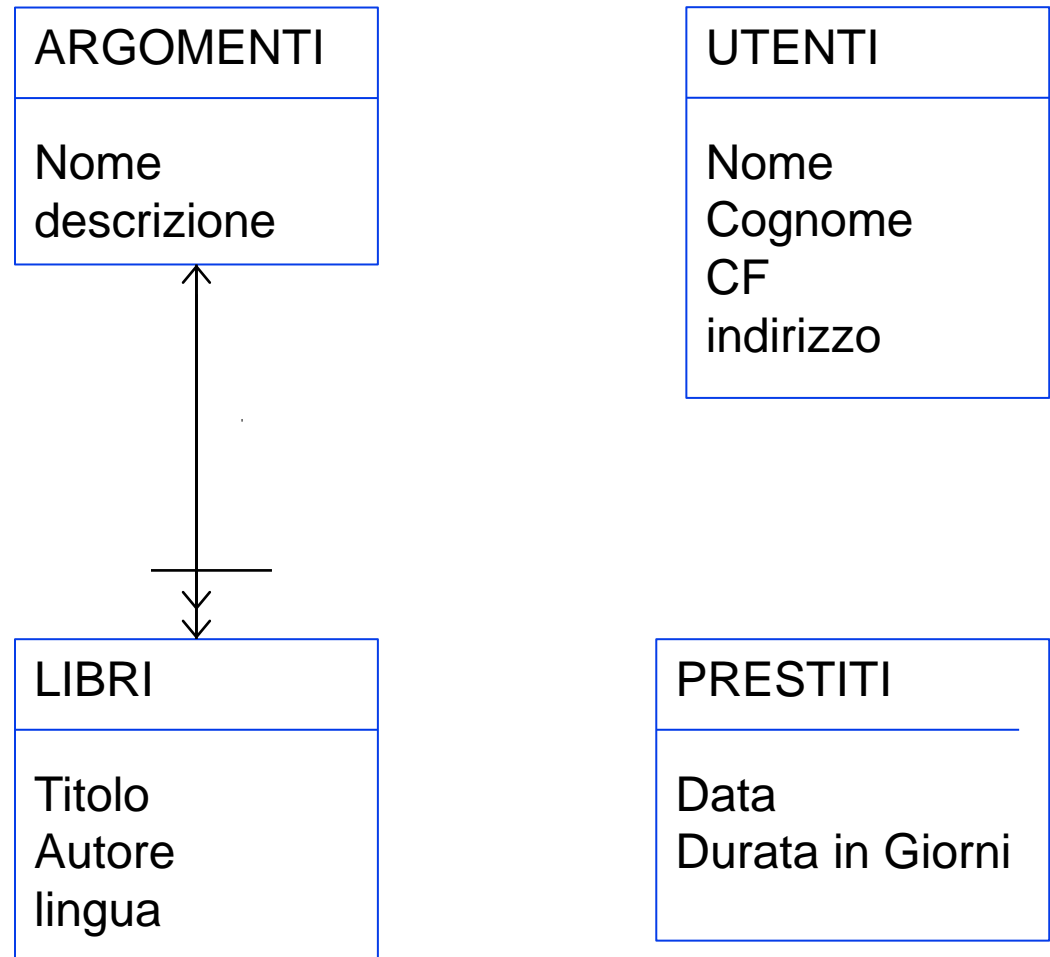 ARGOMENTI
Nome
descrizione
UTENTI
Nome
Cognome
CF
indirizzo
LIBRI
Titolo
Autore
lingua
PRESTITI
Data
Durata in Giorni